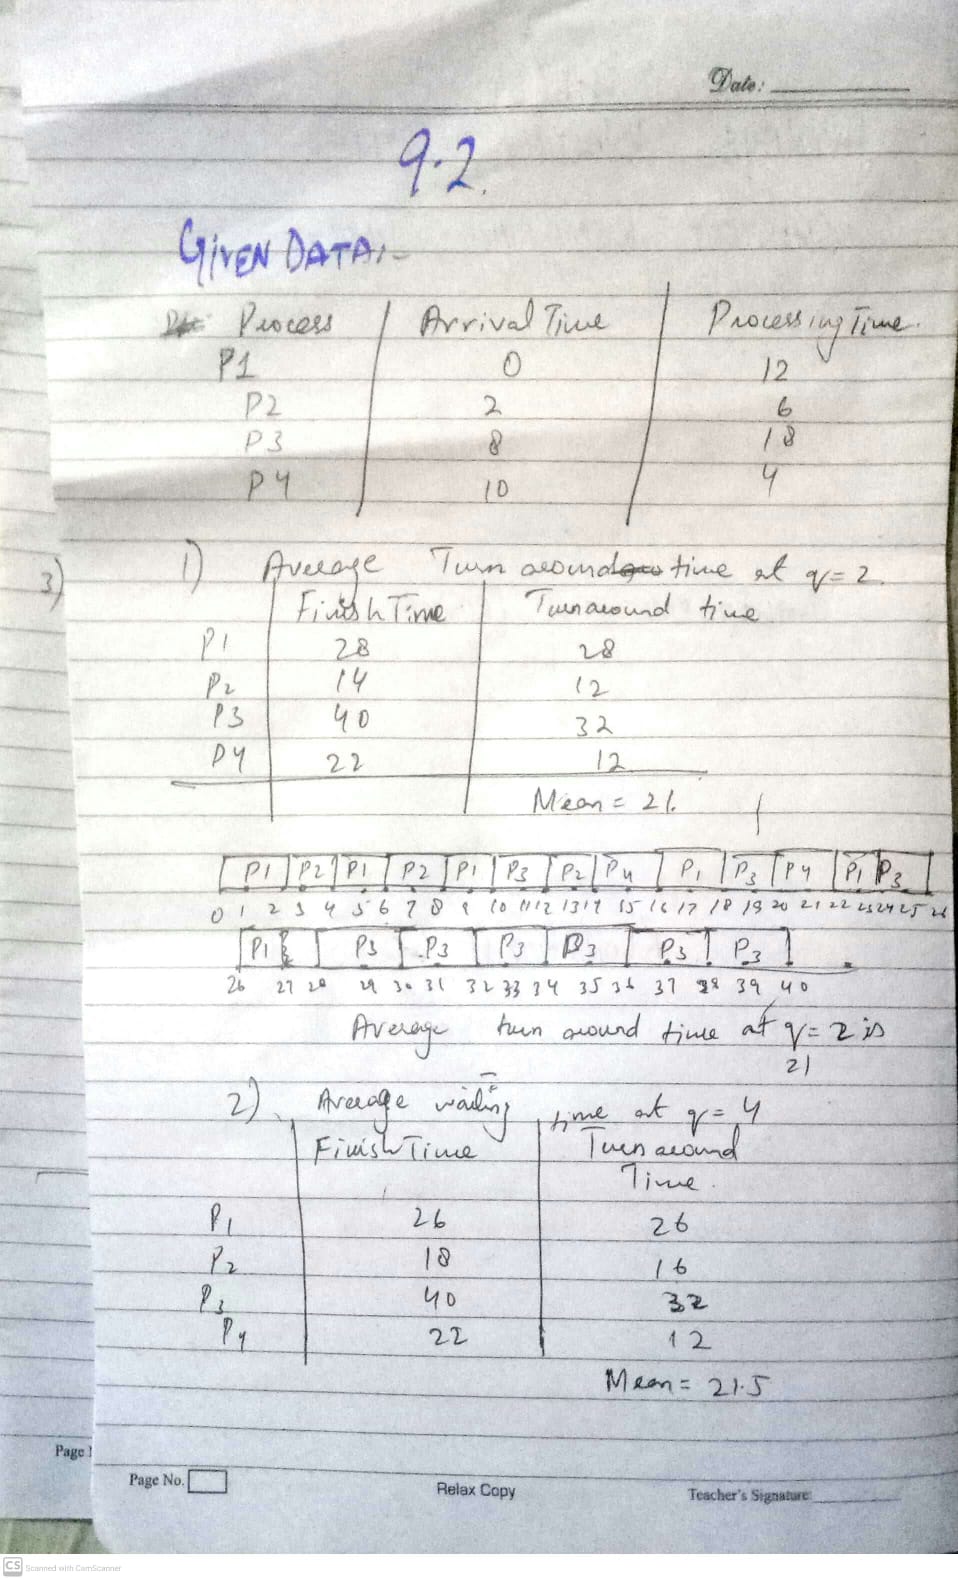 Date:
9.2.
GIVEN DATA:-
Process Arrival Time Processing Time.
P1 0 12
P2 2 6
P3 8 18
P4 10 4
3) 1) Average Turn around time at q=2.
Finish Time Turnaround time
P1 28 28
P2 14 12
P3 40 32
P4 22 12
Mean = 21.
P1 P2 P1 P2 P1 P3 P2 P4 P1 P3 P4 P1 P3
0 1 2 3 4 5 6 7 8 9 10 11 12 13 14 15 16 17 18 19 20 21 22 23 24 25 26
P1 P3 P3 P3 P3 P3 P3
26 27 28 29 30 31 32 33 34 35 36 37 38 39 40
Average turn around time at q=2 is
21
2) Average waiting time at q=4
Finish Time Turn around
Time.
P1 26 26
P2 18 16
P3 40 32
P4 22 12
Mean = 21.5
Page
Page No.
Relax Copy
Teacher's Signature:
CS Scanned with CamScanner